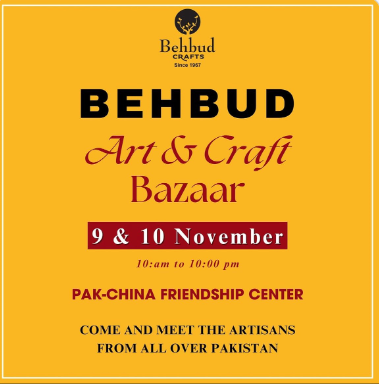 Behbud
CRAFTS
Since 1967
BEHBUD
Art & Craft
Bazaar
9 & 10 November
10:am to 10:00 pm
PAK-CHINA FRIENDSHIP CENTER
COME AND MEET THE ARTISANS
FROM ALL OVER PAKISTAN